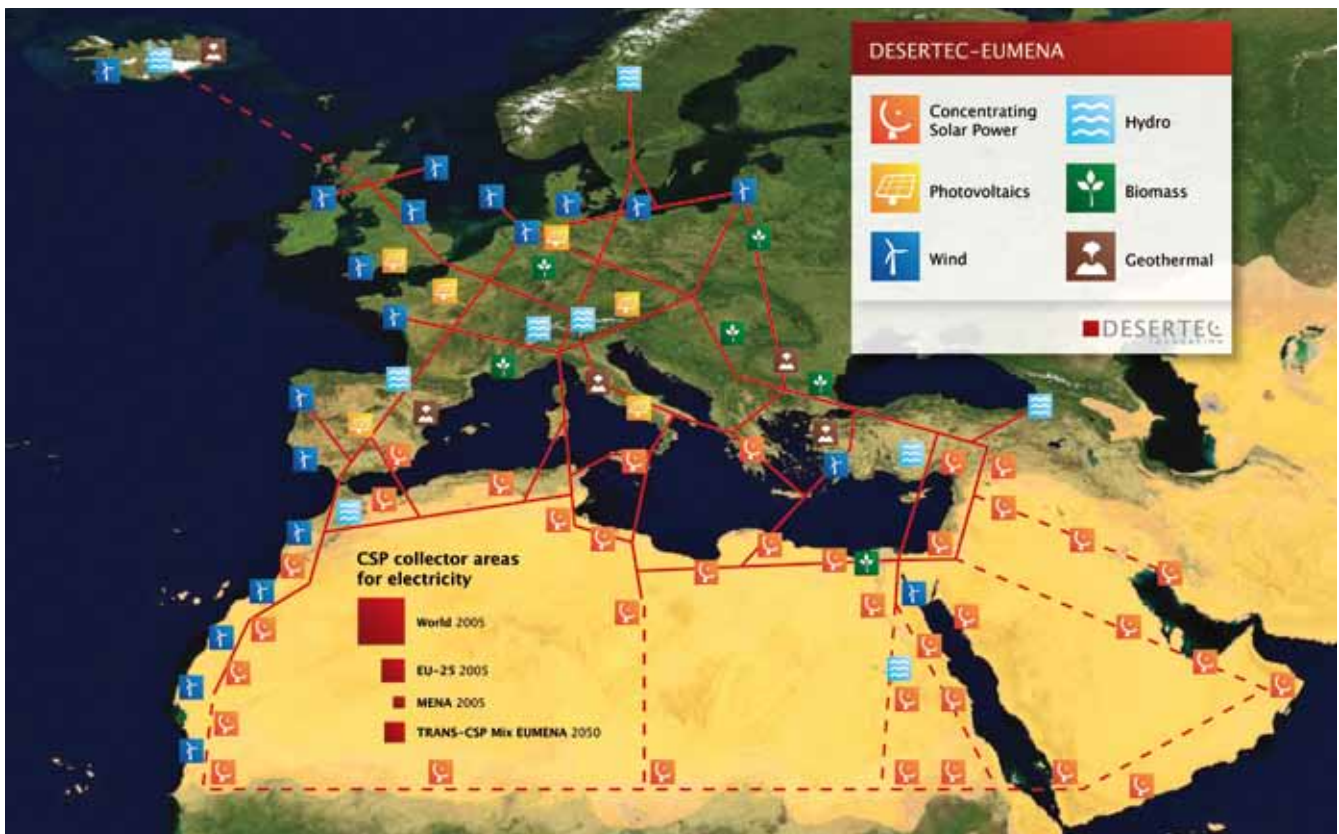 DESERTEC-EUMENA
Concentrating
Solar Power
Hydro
Photovoltaics
Biomass
Wind
Geothermal
DESERTEC
FOUNDATION
CSP collector areas
for electricity
World 2005
EU-25 2005
MENA 2005
TRANS-CSP Mix EUMENA 2050